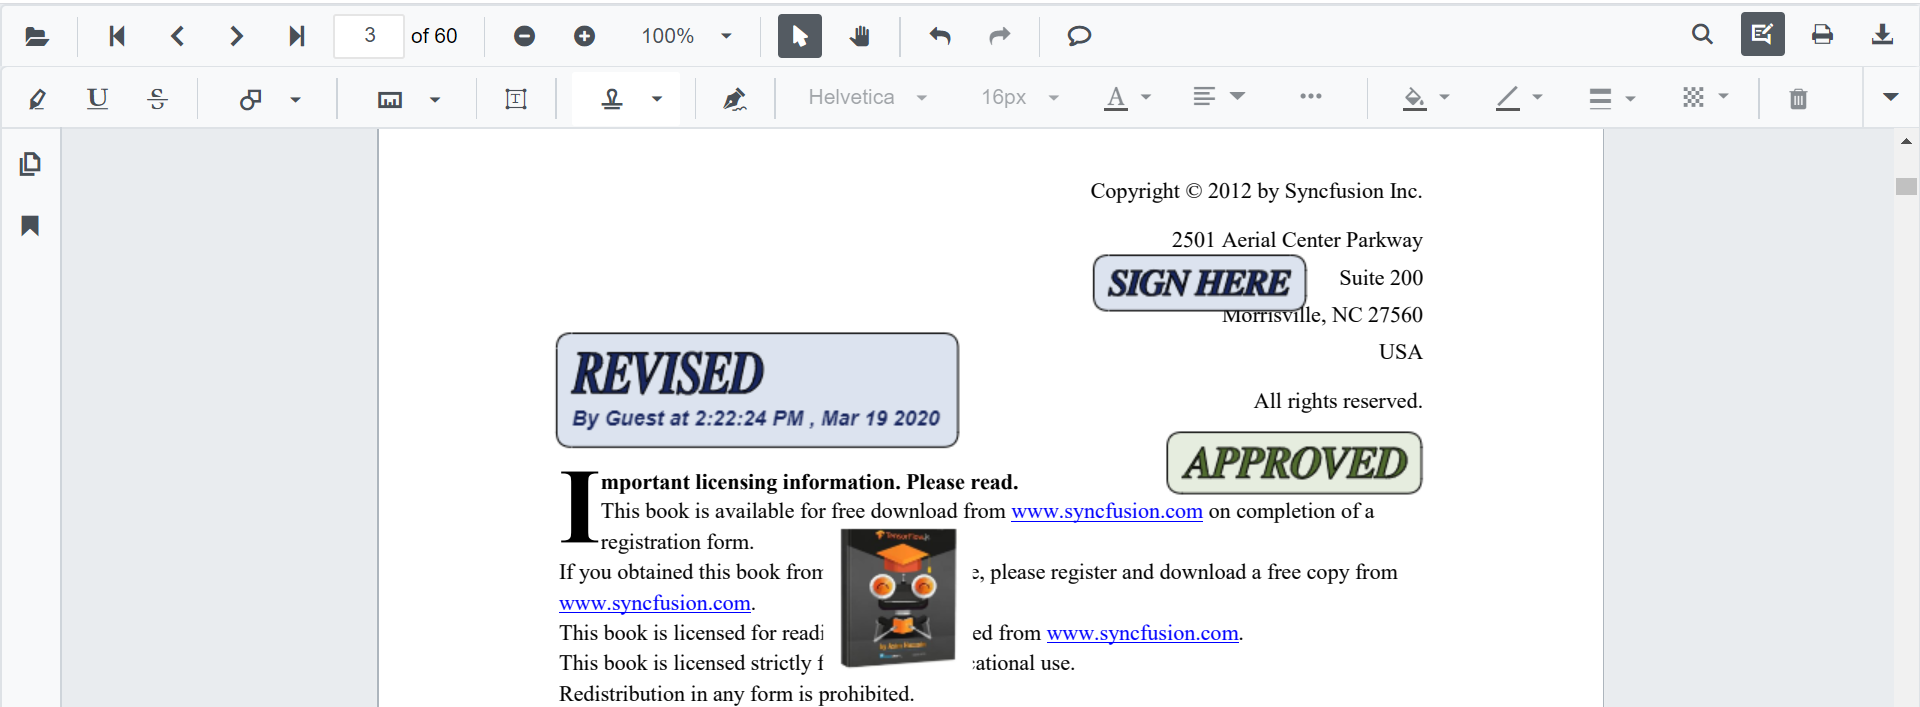 3 of 60 100%
U S T Helvetica 16px A
Copyright © 2012 by Syncfusion Inc.
2501 Aerial Center Parkway
SIGN HERE Suite 200
Morrisville, NC 27560
USA
REVISED
By Guest at 2:22:24 PM , Mar 19 2020
All rights reserved.
APPROVED
Important licensing information. Please read.
This book is available for free download from www.syncfusion.com on completion of a
registration form.
If you obtained this book from e, please register and download a free copy from
www.syncfusion.com.
This book is licensed for readi ed from www.syncfusion.com.
This book is licensed strictly f cational use.
Redistribution in any form is prohibited.